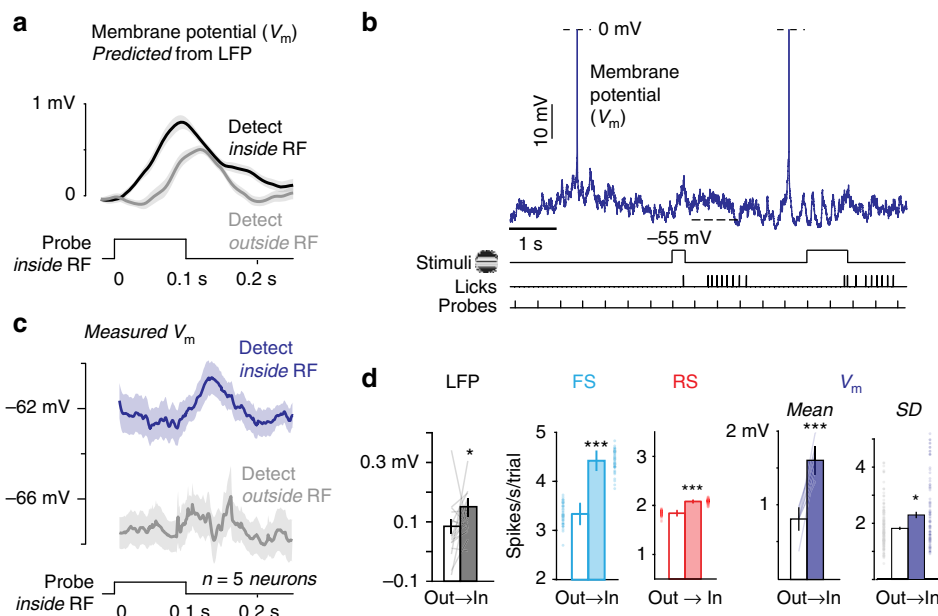 a
Membrane potential (Vm)
Predicted from LFP
1 mV
0
Detect
inside RF
Detect
outside RF
Probe
inside RF
0 0.1 s 0.2 s
b
0 mV
Membrane
potential
(Vm)
10 mV
1 s
–55 mV
Stimuli
Licks
Probes
c
Measured Vm
Detect
inside RF
–62 mV
Detect
outside RF
–66 mV
n = 5 neurons
Probe
inside RF
0 0.1 s 0.2 s
d
LFP
0.3 mV
0.1
–0.1
*
Out→In
FS
Spikes/s/trial
5
4
3
2
***
Out→In
RS
3
2
1
***
Out → In
Vm
Mean
2 mV
1
***
Out→In
SD
4
2
*
Out→In